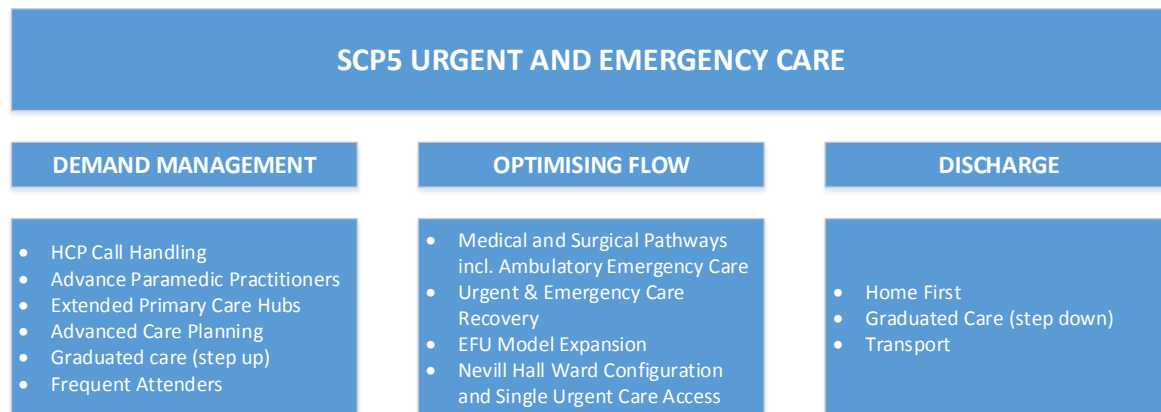 SCP5 URGENT AND EMERGENCY CARE
DEMAND MANAGEMENT
• HCP Call Handling
• Advance Paramedic Practitioners
• Extended Primary Care Hubs
• Advanced Care Planning
• Graduated care (step up)
• Frequent Attenders
OPTIMISING FLOW
• Medical and Surgical Pathways
incl. Ambulatory Emergency Care
• Urgent & Emergency Care
Recovery
• EFU Model Expansion
• Nevill Hall Ward Configuration
and Single Urgent Care Access
DISCHARGE
• Home First
• Graduated Care (step down)
• Transport